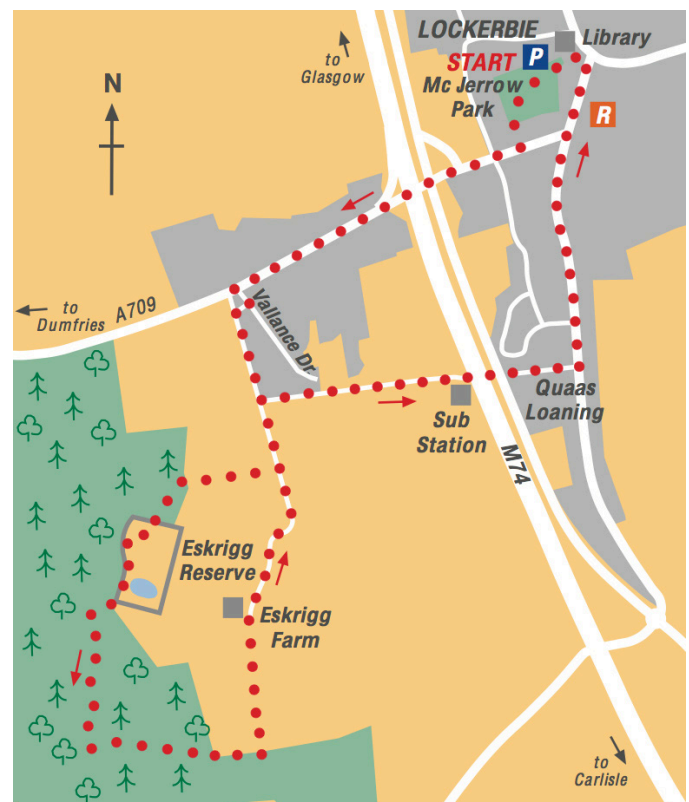 LOCKERBIE
P
Library
to
Glasgow
START
Mc Jerrow
Park
N
R
to
Dumfries
A709
Vallance Dr
Quaas
Loaning
Sub
Station
M74
Eskrigg
Reserve
Eskrigg
Farm
to
Carlisle